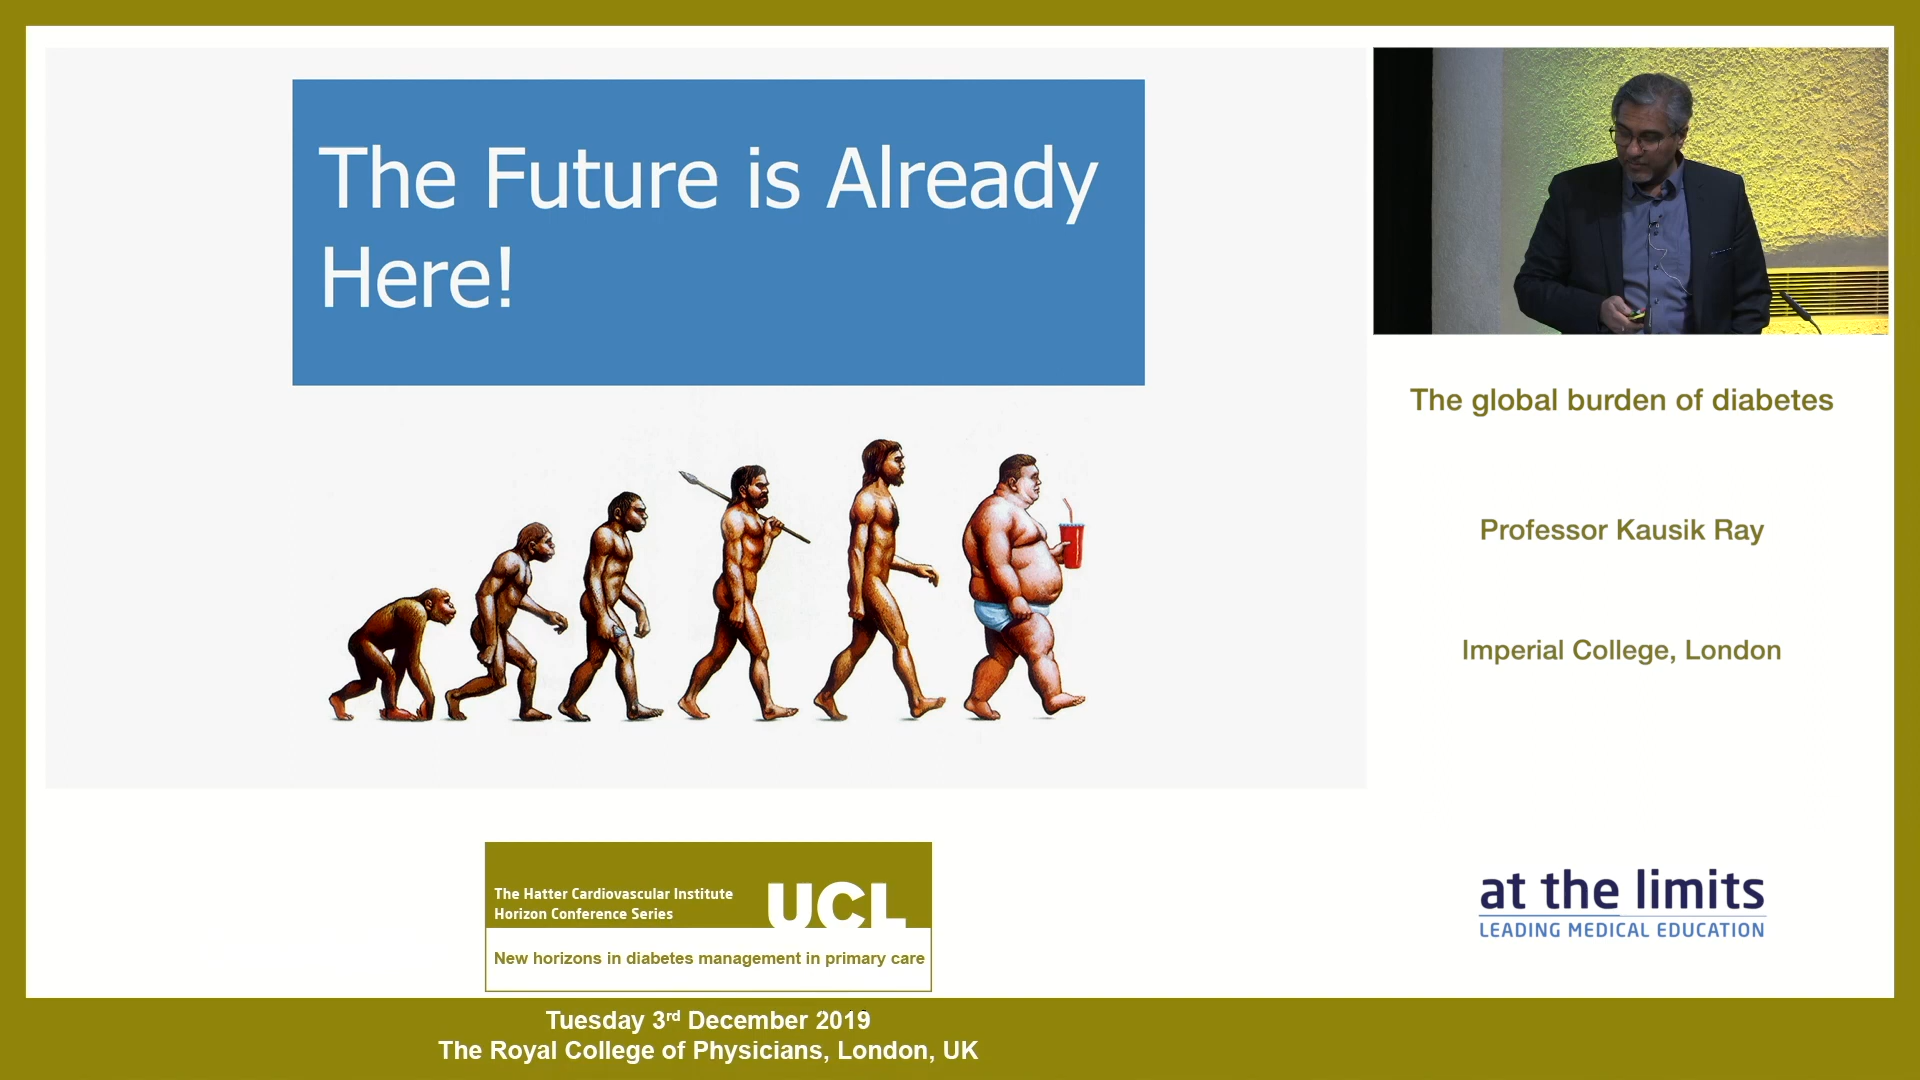 The Future is Already
Here!
The global burden of diabetes
Professor Kausik Ray
Imperial College, London
The Hatter Cardiovascular Institute
Horizon Conference Series
UCL
New horizons in diabetes management in primary care
at the limits
LEADING MEDICAL EDUCATION
Tuesday 3rd December 2019
The Royal College of Physicians, London, UK